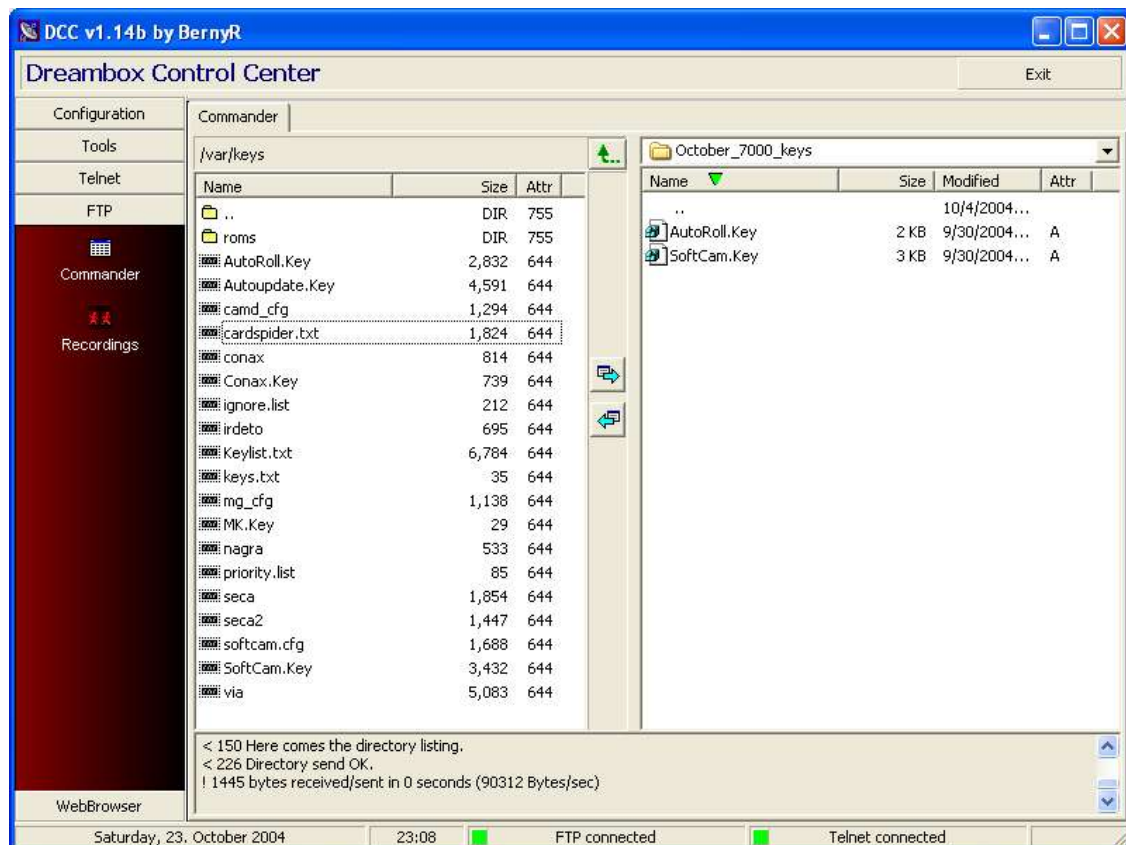 DCC v1.14b by BernyR
Dreambox Control Center
Exit
Configuration
Tools
Telnet
FTP
Commander
Recordings
WebBrowser
Commander
/var/keys
Name Size Attr
.. DIR 755
roms DIR 755
AutoRoll.Key 2,832 644
Autoupdate.Key 4,591 644
camd_cfg 1,294 644
cardspider.txt 1,824 644
conax 814 644
Conax.Key 739 644
ignore.list 212 644
irdeto 695 644
Keylist.txt 6,784 644
keys.txt 35 644
mg_cfg 1,138 644
MK.Key 29 644
nagra 533 644
priority.list 85 644
seca 1,854 644
seca2 1,447 644
softcam.cfg 1,688 644
SoftCam.Key 3,432 644
via 5,083 644
October_7000_keys
Name Size Modified Attr
.. 10/4/2004...
AutoRoll.Key 2 KB 9/30/2004... A
SoftCam.Key 3 KB 9/30/2004... A
< 150 Here comes the directory listing.
< 226 Directory send OK.
! 1445 bytes received/sent in 0 seconds (90312 Bytes/sec)
Saturday, 23. October 2004 23:08 FTP connected Telnet connected